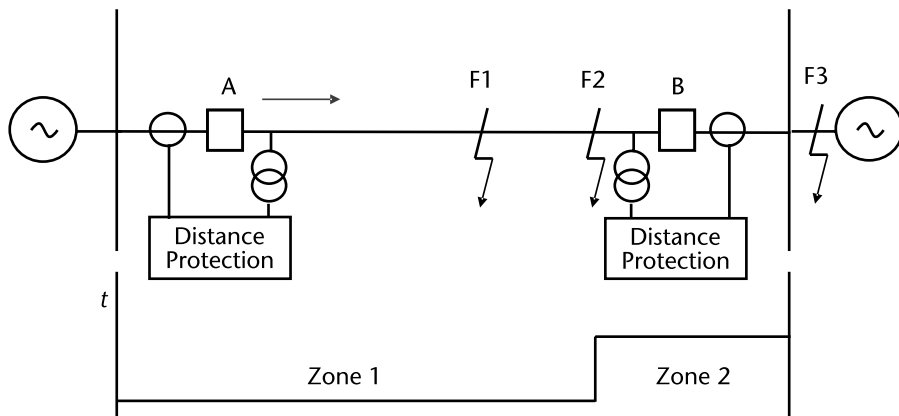 F3
A
F1
F2
B
Distance
Protection
Distance
Protection
t
Zone 1
Zone 2